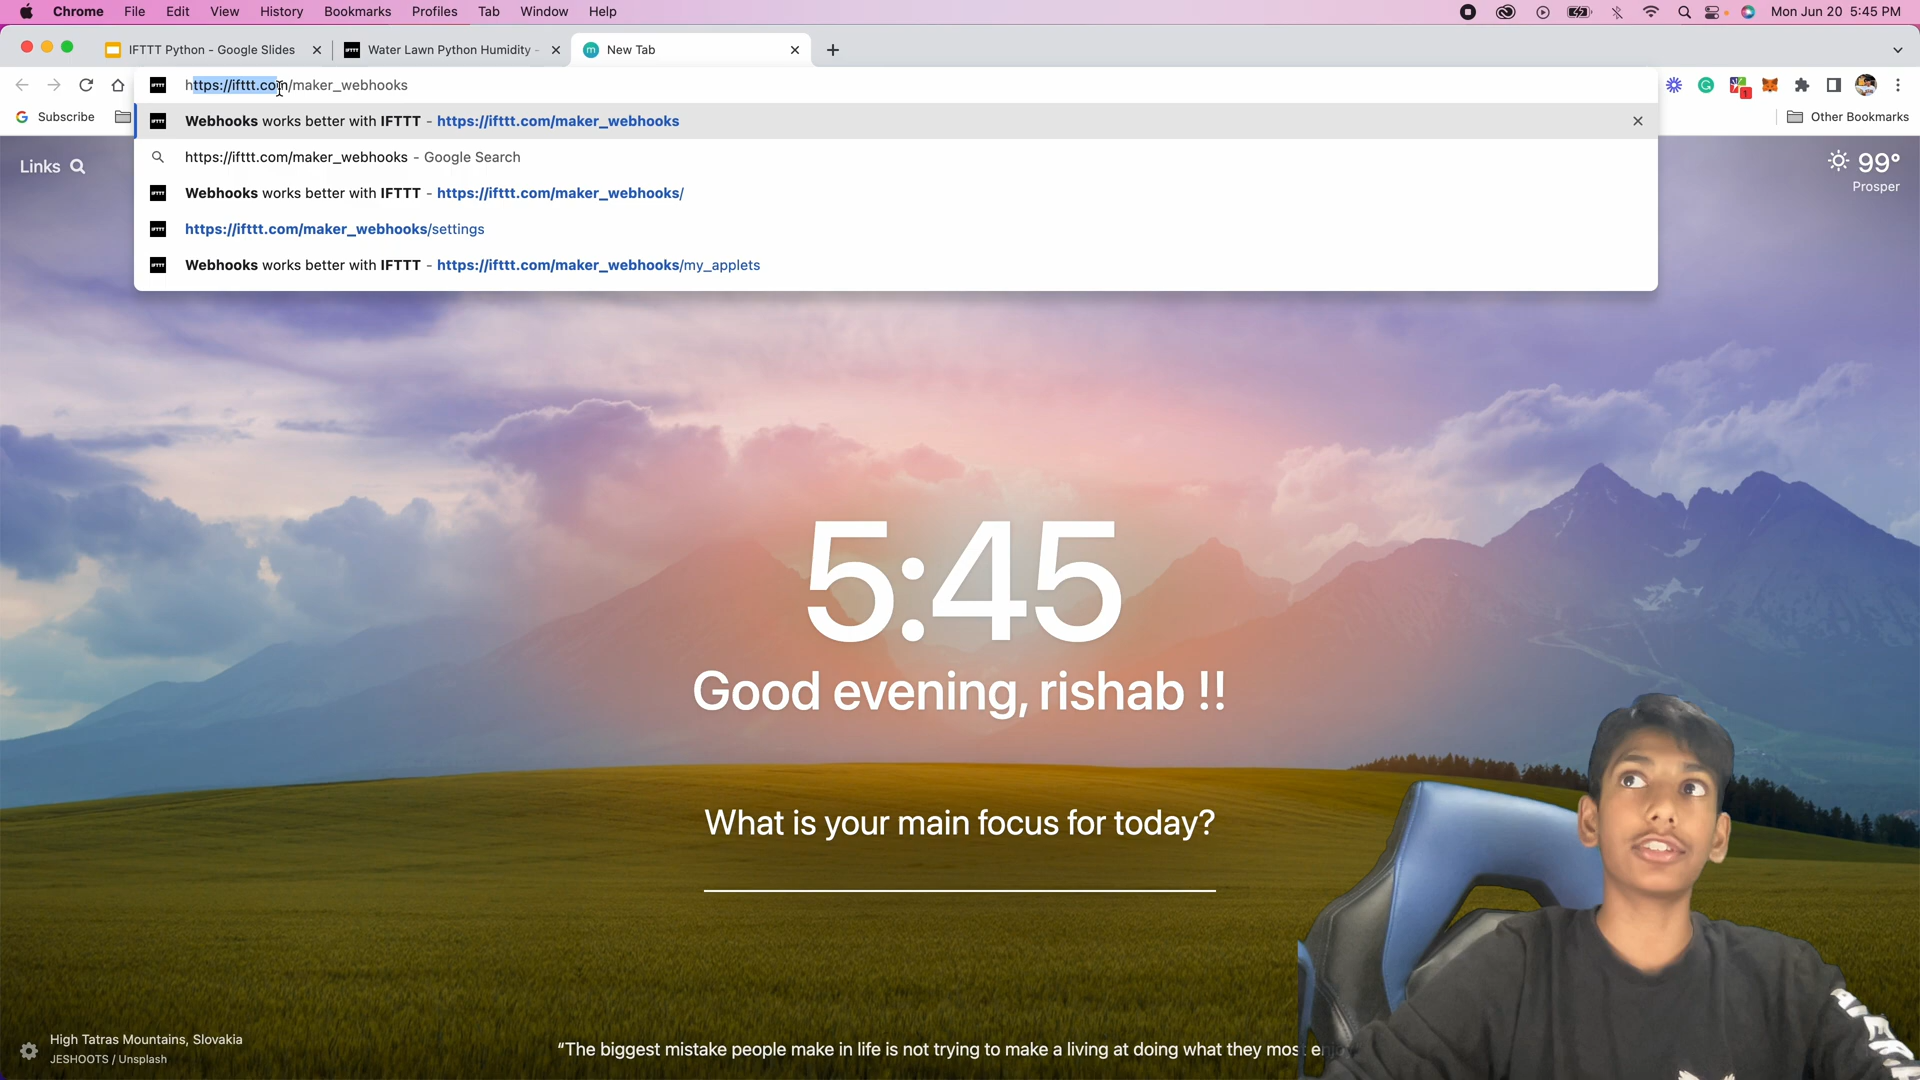 Chrome File Edit View History Bookmarks Profiles Tab Window Help Mon Jun 20 5:45 PM
IFTTT Python - Google Slides Water Lawn Python Humidity - New Tab
https://ifttt.com/maker_webhooks
Subscribe Other Bookmarks
Webhooks works better with IFTTT - https://ifttt.com/maker_webhooks
https://ifttt.com/maker_webhooks - Google Search
Webhooks works better with IFTTT - https://ifttt.com/maker_webhooks/
https://ifttt.com/maker_webhooks/settings
Webhooks works better with IFTTT - https://ifttt.com/maker_webhooks/my_applets
Links 99°
Prosper
5:45
Good evening, rishab !!
What is your main focus for today?
High Tatras Mountains, Slovakia
JESHOOTS / Unsplash
“The biggest mistake people make in life is not trying to make a living at doing what they most